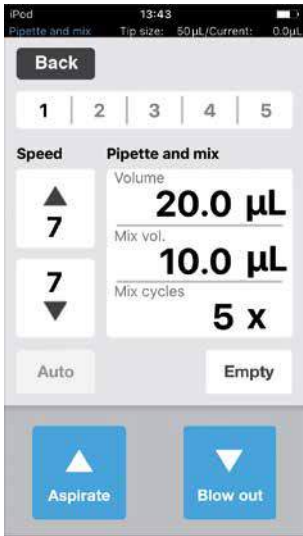 iPod 13:43
Pipette and mix Tip size: 50µL/Current: 0.0µL
Back
1 2 3 4 5
Speed Pipette and mix
Volume
20.0 µL
7
Mix vol.
10.0 µL
7
Mix cycles
5 x
Auto Empty
Aspirate Blow out